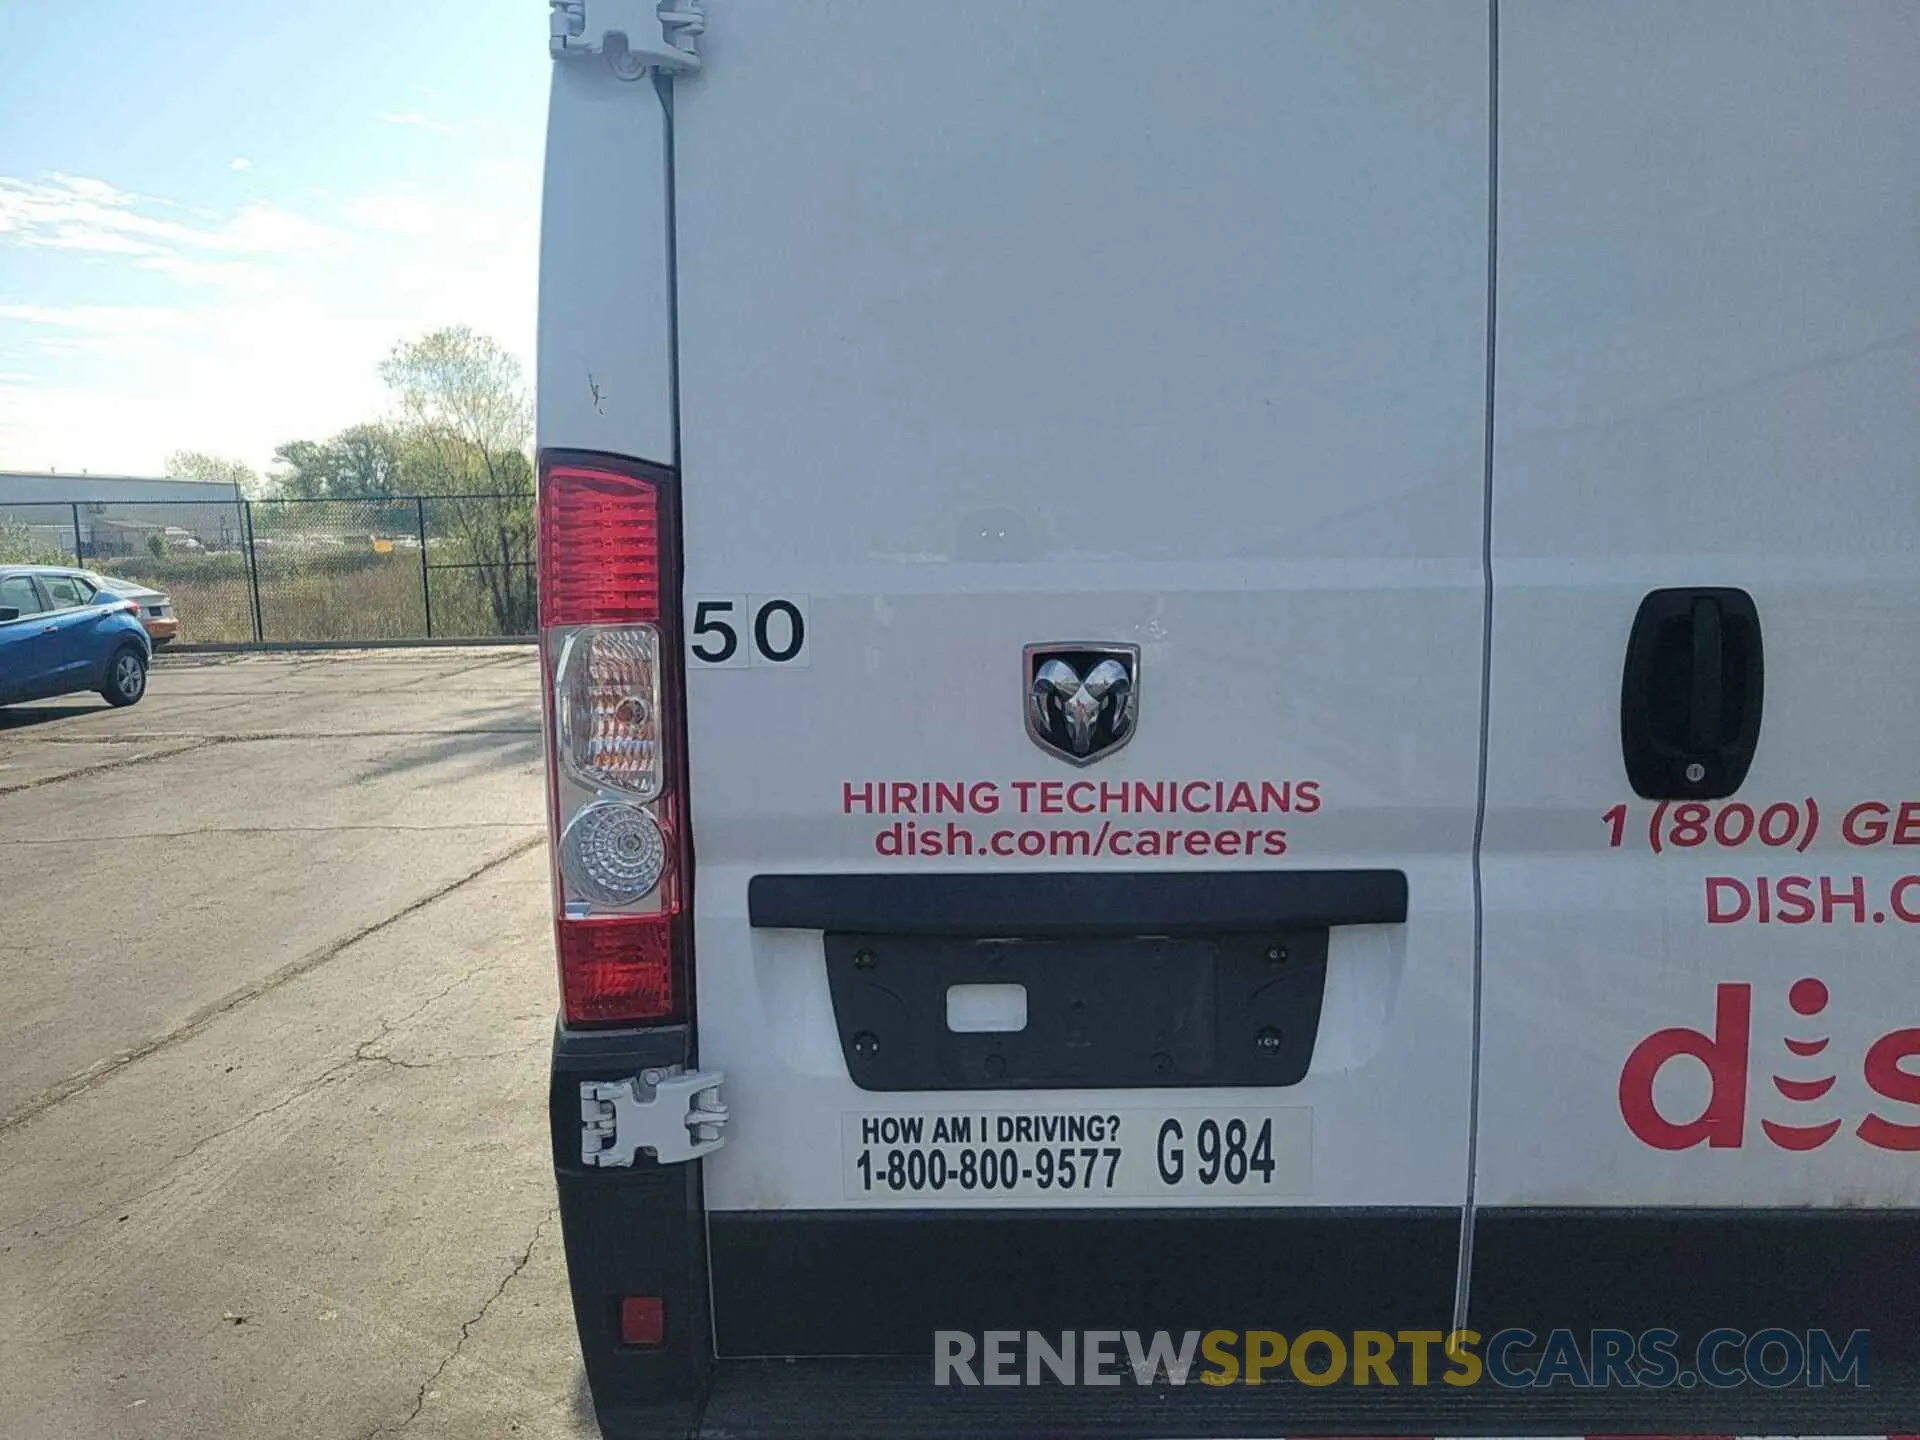 50
HIRING TECHNICIANS
dish.com/careers
1 (800) GE
DISH.C
dis
HOW AM I DRIVING?
1-800-800-9577
G 984
RENEWSPORTSCARS.COM